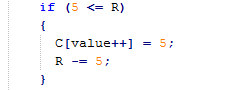 if (5 <= R)
{
C[value++] = 5;
R -= 5;
}